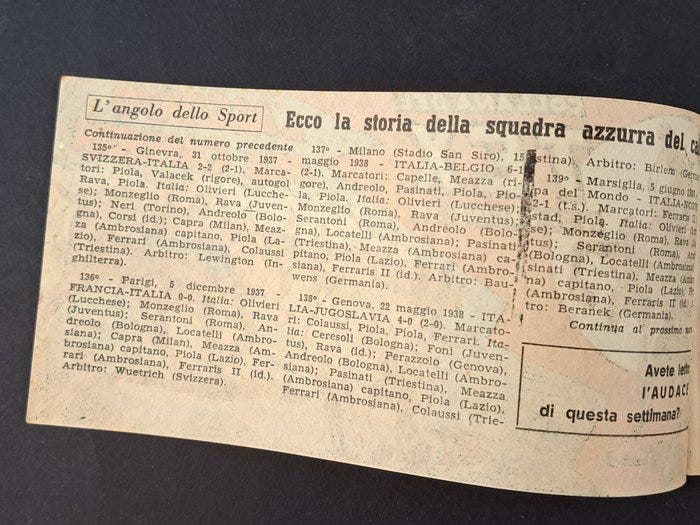 L'angolo dello Sport
Ecco la storia della squadra azzurra del
Continuazione del numero precedente
135º - Ginevra, 31 ottobre 1937 -
SVIZZERA-ITALIA 2-2 (2-1). Marca-
tori: Piola, Valacek (rigore), autogol
Rava, Piola. Italia: Olivieri (Lucche-
se); Monzeglio (Roma), Rava (Juven-
tus); Neri (Torino), Andreolo (Bolo-
gna), Corsi (id.); Capra (Milan), Meaz-
za (Ambrosiana) capitano, Piola (La-
zio), Ferrari (Ambrosiana), Colaussi
(Triestina). Arbitro: Lewington (In-
ghilterra).
136º - Parigi, 5 dicembre 1937 -
FRANCIA-ITALIA 0-0. Italia: Olivieri
(Lucchese); Monzeglio (Roma), Rava
(Juventus); Serantoni (Roma), An-
dreolo (Bologna), Locatelli (Ambro-
siana); Capra (Milan), Meazza (Am-
brosiana) capitano, Piola (Lazio), Fer-
rari (Ambrosiana), Ferraris II (id.).
Arbitro: Wuetrich (Svizzera).
137º - Milano (Stadio San Siro), 15
maggio 1938 - ITALIA-BELGIO 6-1
(2-1). Marcatori: Capelle, Meazza (ri-
gore), Andreolo, Pasinati, Piola, Pio-
la, Piola. Italia: Olivieri (Lucchese);
Monzeglio (Roma), Rava (Juventus);
Serantoni (Roma), Andreolo (Bolo-
gna), Locatelli (Ambrosiana); Pasinati
(Triestina), Meazza (Ambrosiana) ca-
pitano, Piola (Lazio), Ferrari (Ambro-
siana), Ferraris II (id.). Arbitro: Bau-
wens (Germania).
138º - Genova, 22 maggio 1938 - ITA-
LIA-JUGOSLAVIA 4-0 (2-0). Marcato-
ri: Colaussi, Piola, Piola, Ferrari. Ita-
lia: Ceresoli (Bologna); Foni (Juven-
tus), Rava (id.); Perazzolo (Genova),
Andreolo (Bologna), Locatelli (Ambro-
siana); Pasinati (Triestina), Meazza
(Ambrosiana) capitano, Piola (Lazio),
Ferrari (Ambrosiana), Colaussi (Trie-
stina). Arbitro: Birlem
139º - Marsiglia, 5 giugno
pa del Mondo -
2-1 (t.s.). Marcatori:
stad, Piola. Italia: Olivieri
Monzeglio (Roma), Rava
tus); Serantoni
(Bologna), Locatelli (Ambrosiana);
sinati (Triestina), Meazza
na) capitano, Piola (Lazio),
(Ambrosiana), Ferraris II
tro: Beranek (Germania).
Continua al prossimo
Avete
l'AUDACE
di questa settimana?